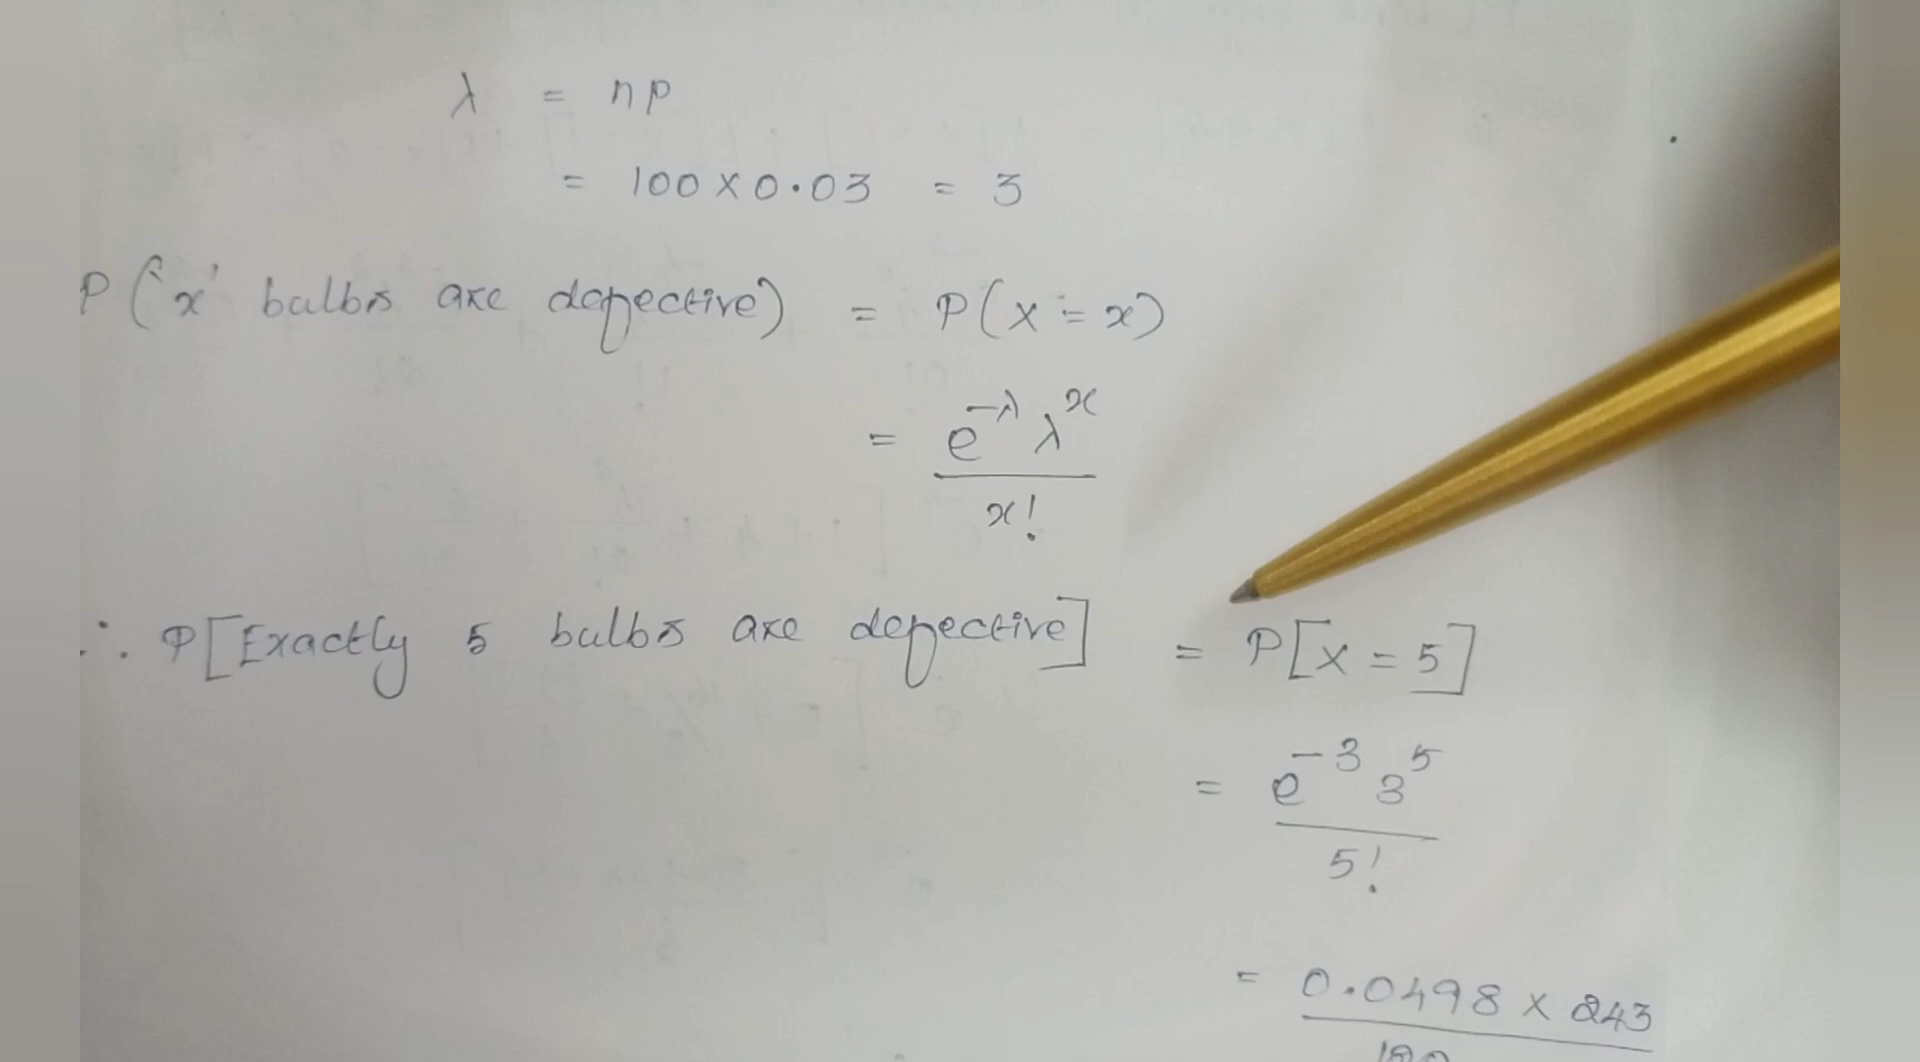 λ = np
= 100 × 0.03 = 3
P('x' bulbs are defective) = P(X = x)
= e^{-λ} λ^x
x!
∴ P[Exactly 5 bulbs are defective] = P[X = 5]
= e^{-3} 3^5
5!
= 0.0498 × 243